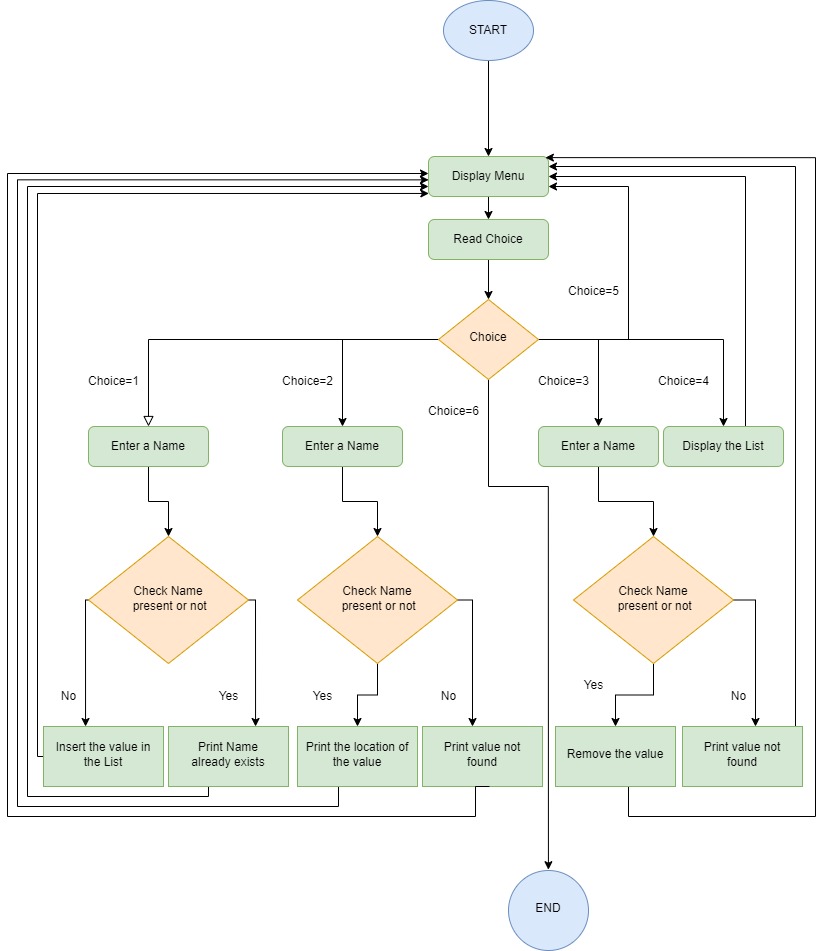 START
Display Menu
Read Choice
Choice=5
Choice
Choice=1
Choice=2
Choice=3
Choice=4
Choice=6
Enter a Name
Enter a Name
Enter a Name
Display the List
Check Name
present or not
Check Name
present or not
Check Name
present or not
No
Yes
Yes
No
Yes
No
Insert the value in
the List
Print Name
already exists
Print the location of
the value
Print value not
found
Remove the value
Print value not
found
END